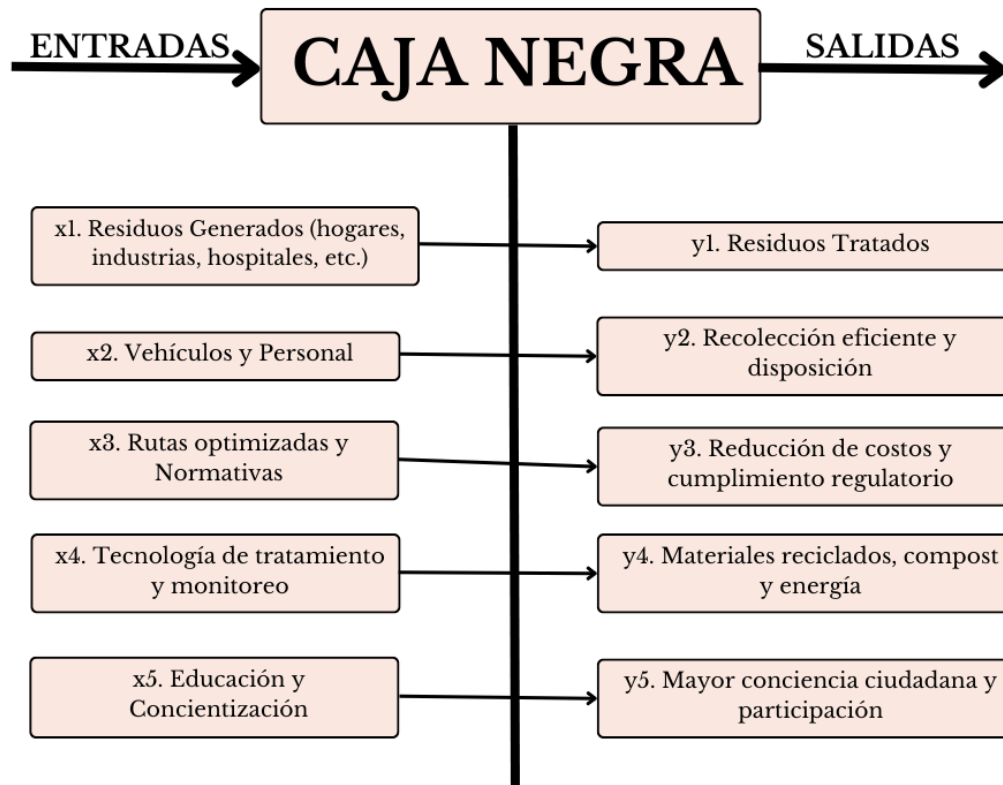 ENTRADAS
CAJA NEGRA
SALIDAS
x1. Residuos Generados (hogares,
industrias, hospitales, etc.)
y1. Residuos Tratados
x2. Vehículos y Personal
y2. Recolección eficiente y
disposición
x3. Rutas optimizadas y
Normativas
y3. Reducción de costos y
cumplimiento regulatorio
x4. Tecnología de tratamiento
y monitoreo
y4. Materiales reciclados, compost
y energía
x5. Educación y
Concientización
y5. Mayor conciencia ciudadana y
participación